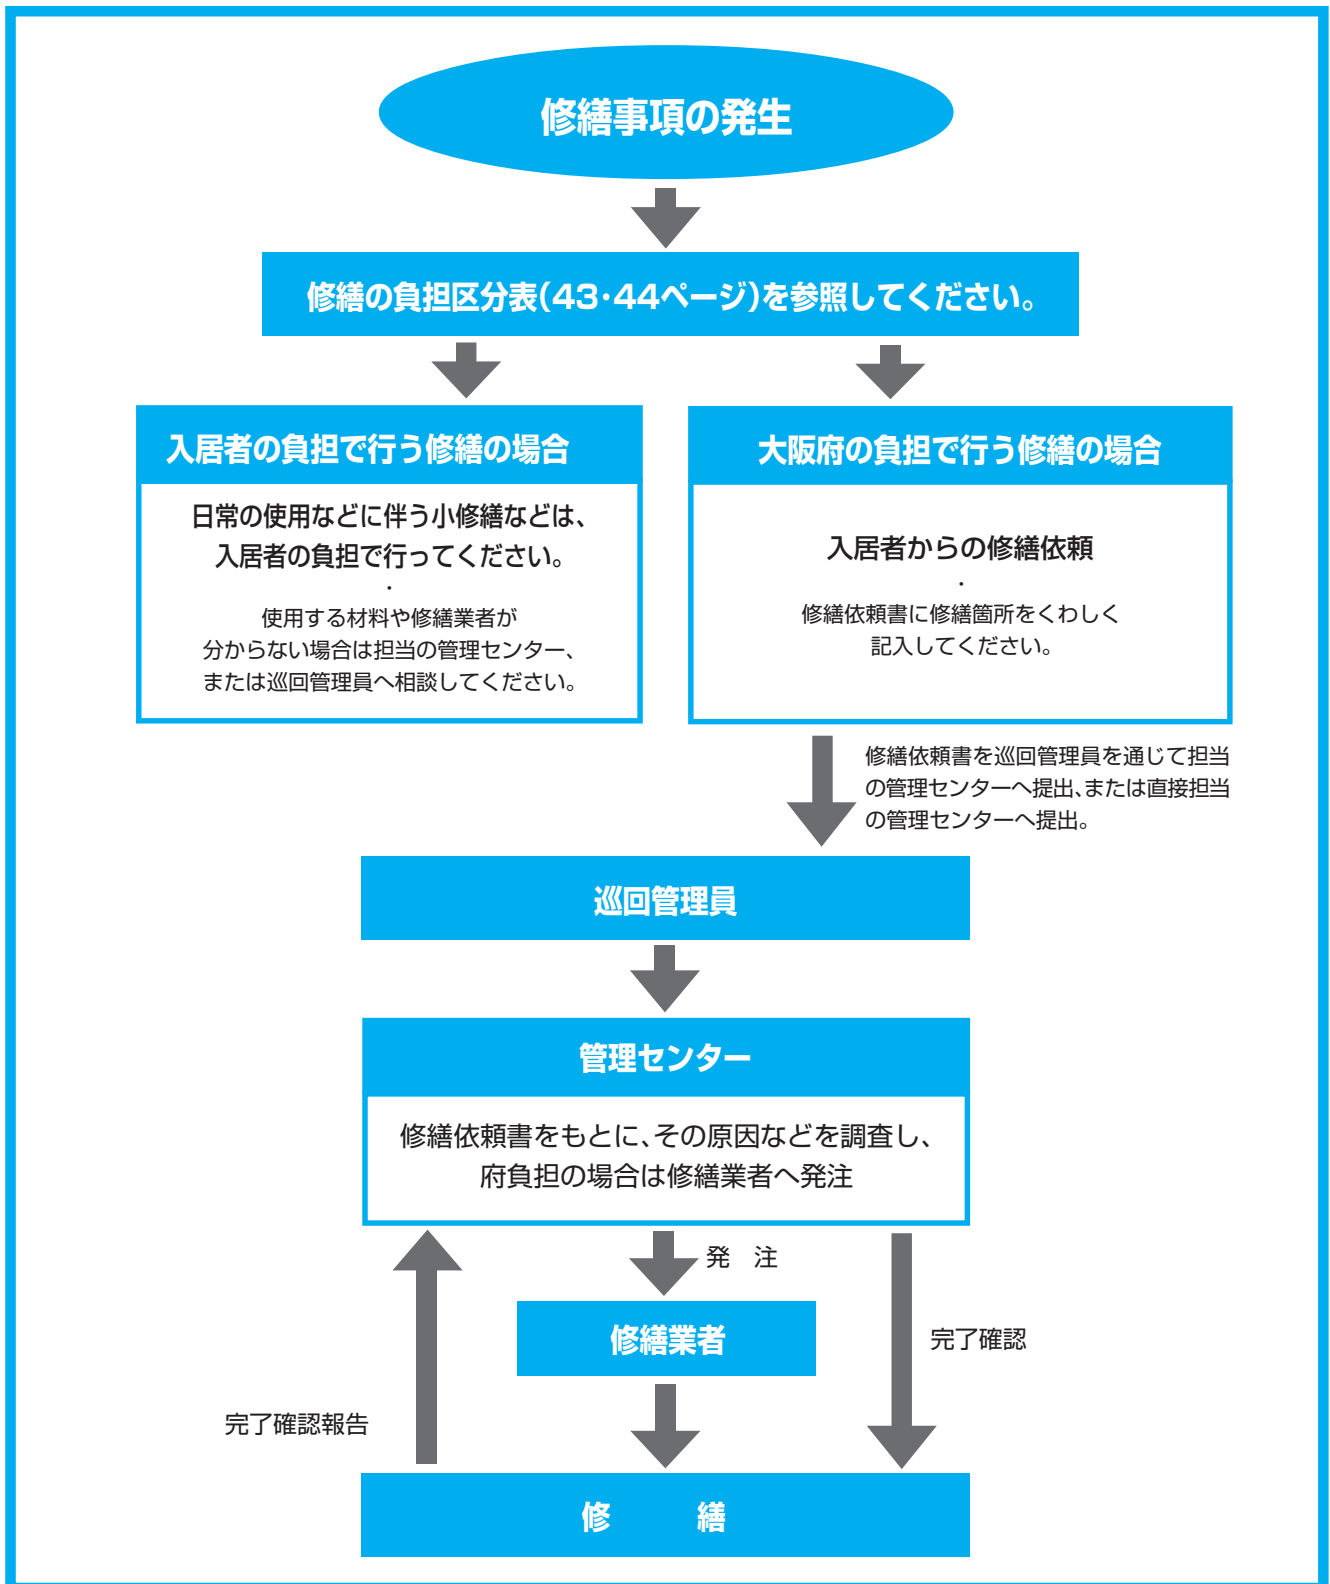 修繕事項の発生
修繕の負担区分表(43・44ページ)を参照してください。
入居者の負担で行う修繕の場合
日常の使用などに伴う小修繕などは、
入居者の負担で行ってください。
・
使用する材料や修繕業者が
分からない場合は担当の管理センター、
または巡回管理員へ相談してください。
大阪府の負担で行う修繕の場合
入居者からの修繕依頼
・
修繕依頼書に修繕箇所をくわしく
記入してください。
修繕依頼書を巡回管理員を通じて担当
の管理センターへ提出、または直接担当
の管理センターへ提出。
巡回管理員
管理センター
修繕依頼書をもとに、その原因などを調査し、
府負担の場合は修繕業者へ発注
発　注
修繕業者
完了確認
完了確認報告
修　　繕